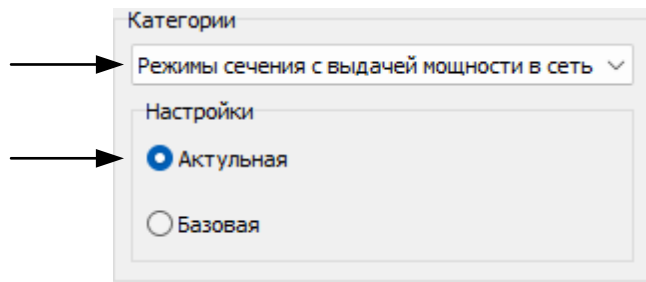 Категории
Режимы сечения с выдачей мощности в сеть
Настройки
Актульная
Базовая